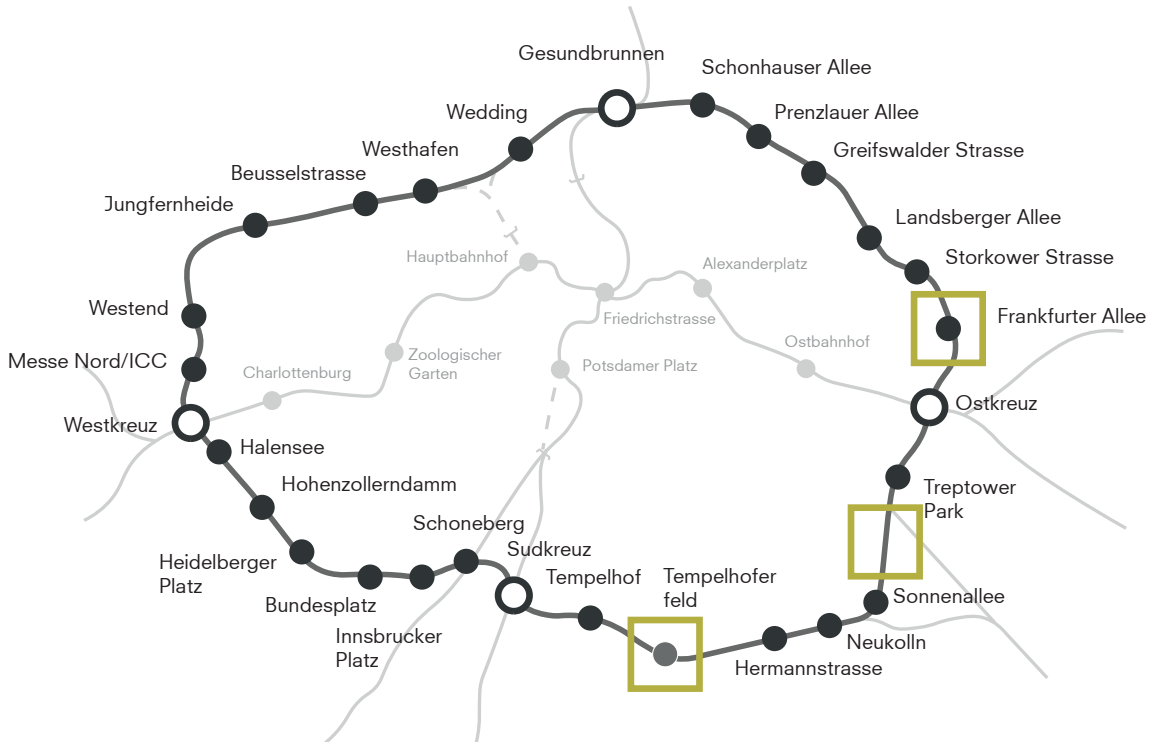 Gesundbrunnen
Schonhauser Allee
Wedding
Prenzlauer Allee
Westhafen
Greifswalder Strasse
Beusselstrasse
Jungfernheide
Landsberger Allee
Hauptbahnhof
Storkower Strasse
Alexanderplatz
Westend
Friedrichstrasse
Frankfurter Allee
Messe Nord/ICC
Zoologischer
Garten
Ostbahnhof
Charlottenburg
Potsdamer Platz
Westkreuz
Ostkreuz
Halensee
Hohenzollerndamm
Treptower
Park
Schoneberg
Sudkreuz
Heidelberger
Platz
Tempelhof
Tempelhofer
feld
Bundesplatz
Sonnenallee
Innsbrucker
Platz
Neukolln
Hermannstrasse